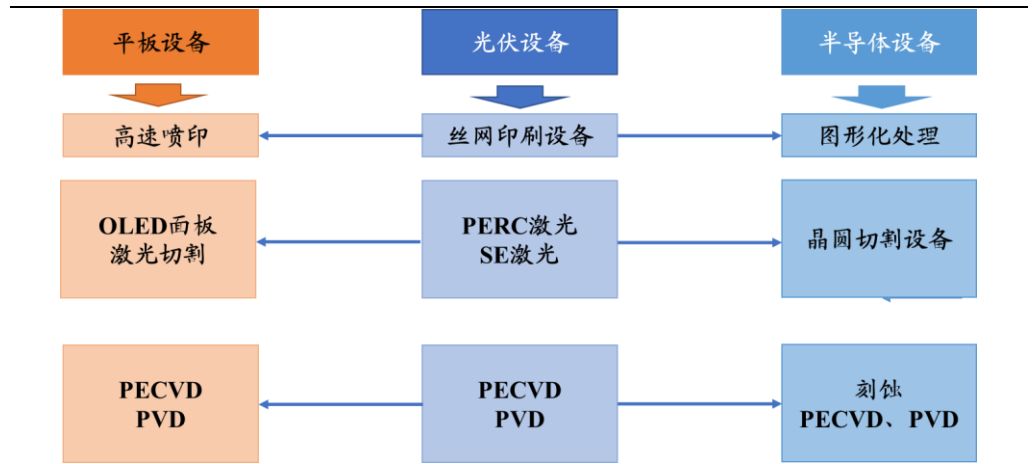 平板设备
光伏设备
半导体设备
高速喷印
丝网印刷设备
图形化处理
OLED面板
激光切割
PERC激光
SE激光
晶圆切割设备
PECVD
PVD
PECVD
PVD
刻蚀
PECVD、PVD